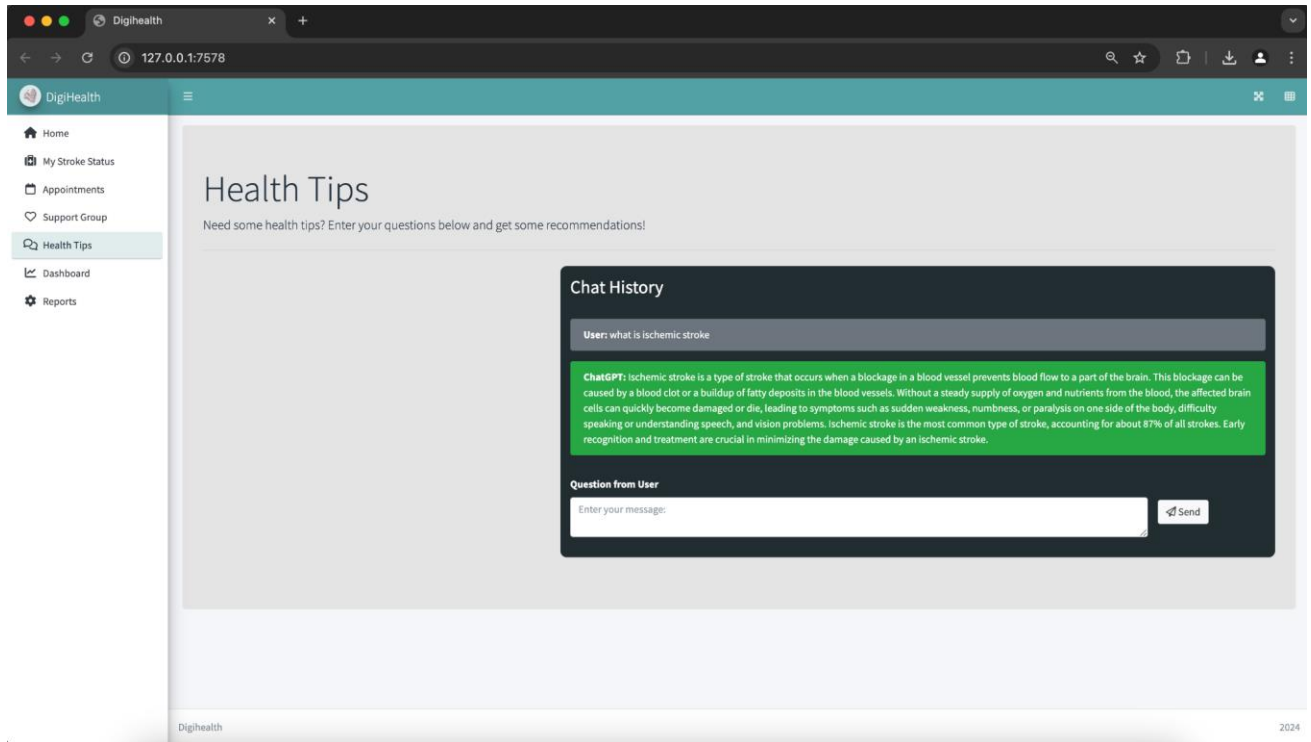 Digihealth
127.0.0.1:7578
DigiHealth
Home
My Stroke Status
Appointments
Support Group
Health Tips
Dashboard
Reports
Health Tips
Need some health tips? Enter your questions below and get some recommendations!
Chat History
User: what is ischemic stroke
ChatGPT: Ischemic stroke is a type of stroke that occurs when a blockage in a blood vessel prevents blood flow to a part of the brain. This blockage can be
caused by a blood clot or a buildup of fatty deposits in the blood vessels. Without a steady supply of oxygen and nutrients from the blood, the affected brain
cells can quickly become damaged or die, leading to symptoms such as sudden weakness, numbness, or paralysis on one side of the body, difficulty
speaking or understanding speech, and vision problems. Ischemic stroke is the most common type of stroke, accounting for about 87% of all strokes. Early
recognition and treatment are crucial in minimizing the damage caused by an ischemic stroke.
Question from User
Enter your message:
Send
Digihealth
2024